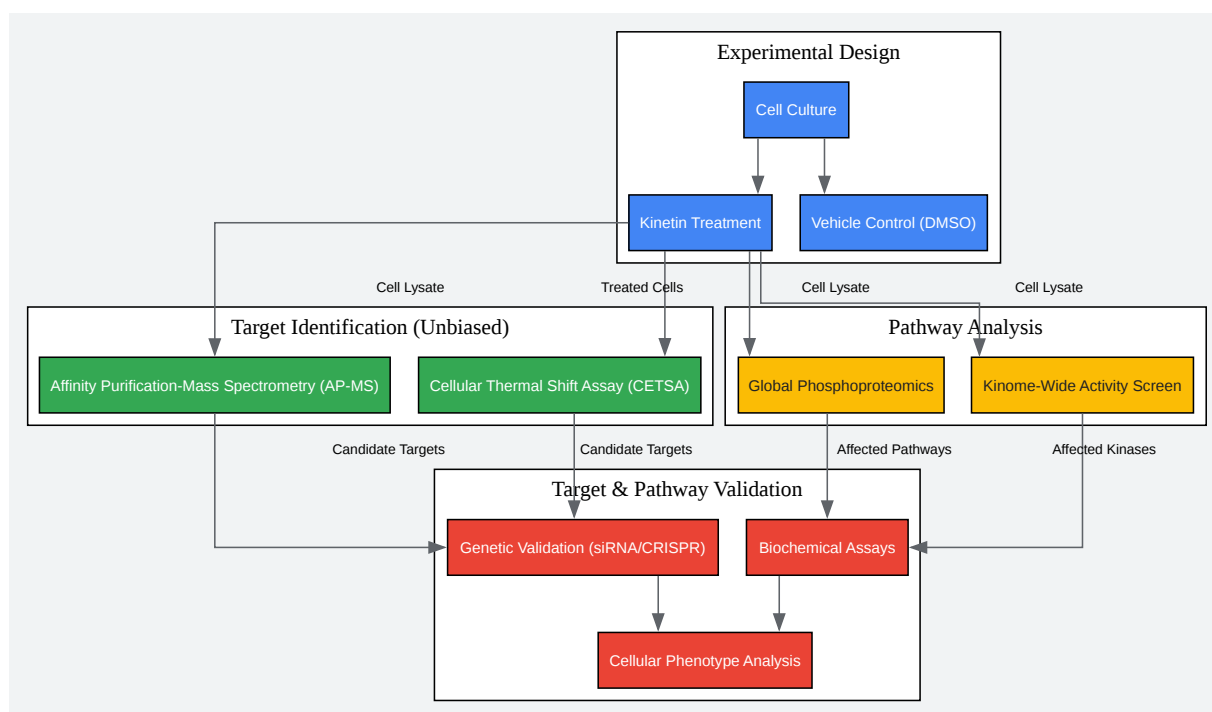 Experimental Design
Cell Culture
Kinetin Treatment
Vehicle Control (DMSO)
Cell Lysate
Treated Cells
Cell Lysate
Cell Lysate
Target Identification (Unbiased)
Pathway Analysis
Affinity Purification-Mass Spectrometry (AP-MS)
Cellular Thermal Shift Assay (CETSA)
Global Phosphoproteomics
Kinome-Wide Activity Screen
Candidate Targets
Candidate Targets
Affected Pathways
Affected Kinases
Target & Pathway Validation
Genetic Validation (siRNA/CRISPR)
Biochemical Assays
Cellular Phenotype Analysis